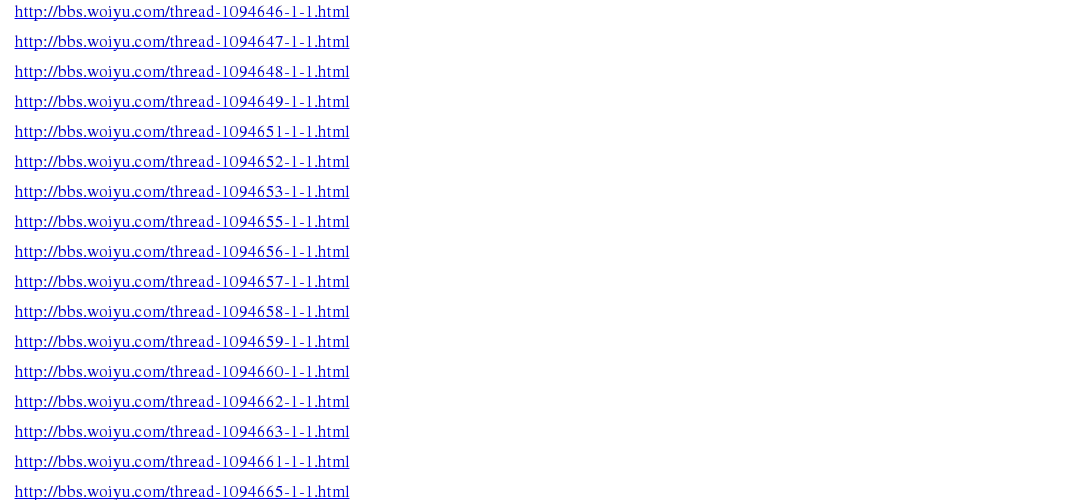 http://bbs.woiyu.com/thread-1094646-1-1.html
http://bbs.woiyu.com/thread-1094647-1-1.html
http://bbs.woiyu.com/thread-1094648-1-1.html
http://bbs.woiyu.com/thread-1094649-1-1.html
http://bbs.woiyu.com/thread-1094651-1-1.html
http://bbs.woiyu.com/thread-1094652-1-1.html
http://bbs.woiyu.com/thread-1094653-1-1.html
http://bbs.woiyu.com/thread-1094655-1-1.html
http://bbs.woiyu.com/thread-1094656-1-1.html
http://bbs.woiyu.com/thread-1094657-1-1.html
http://bbs.woiyu.com/thread-1094658-1-1.html
http://bbs.woiyu.com/thread-1094659-1-1.html
http://bbs.woiyu.com/thread-1094660-1-1.html
http://bbs.woiyu.com/thread-1094662-1-1.html
http://bbs.woiyu.com/thread-1094663-1-1.html
http://bbs.woiyu.com/thread-1094661-1-1.html
http://bbs.woiyu.com/thread-1094665-1-1.html